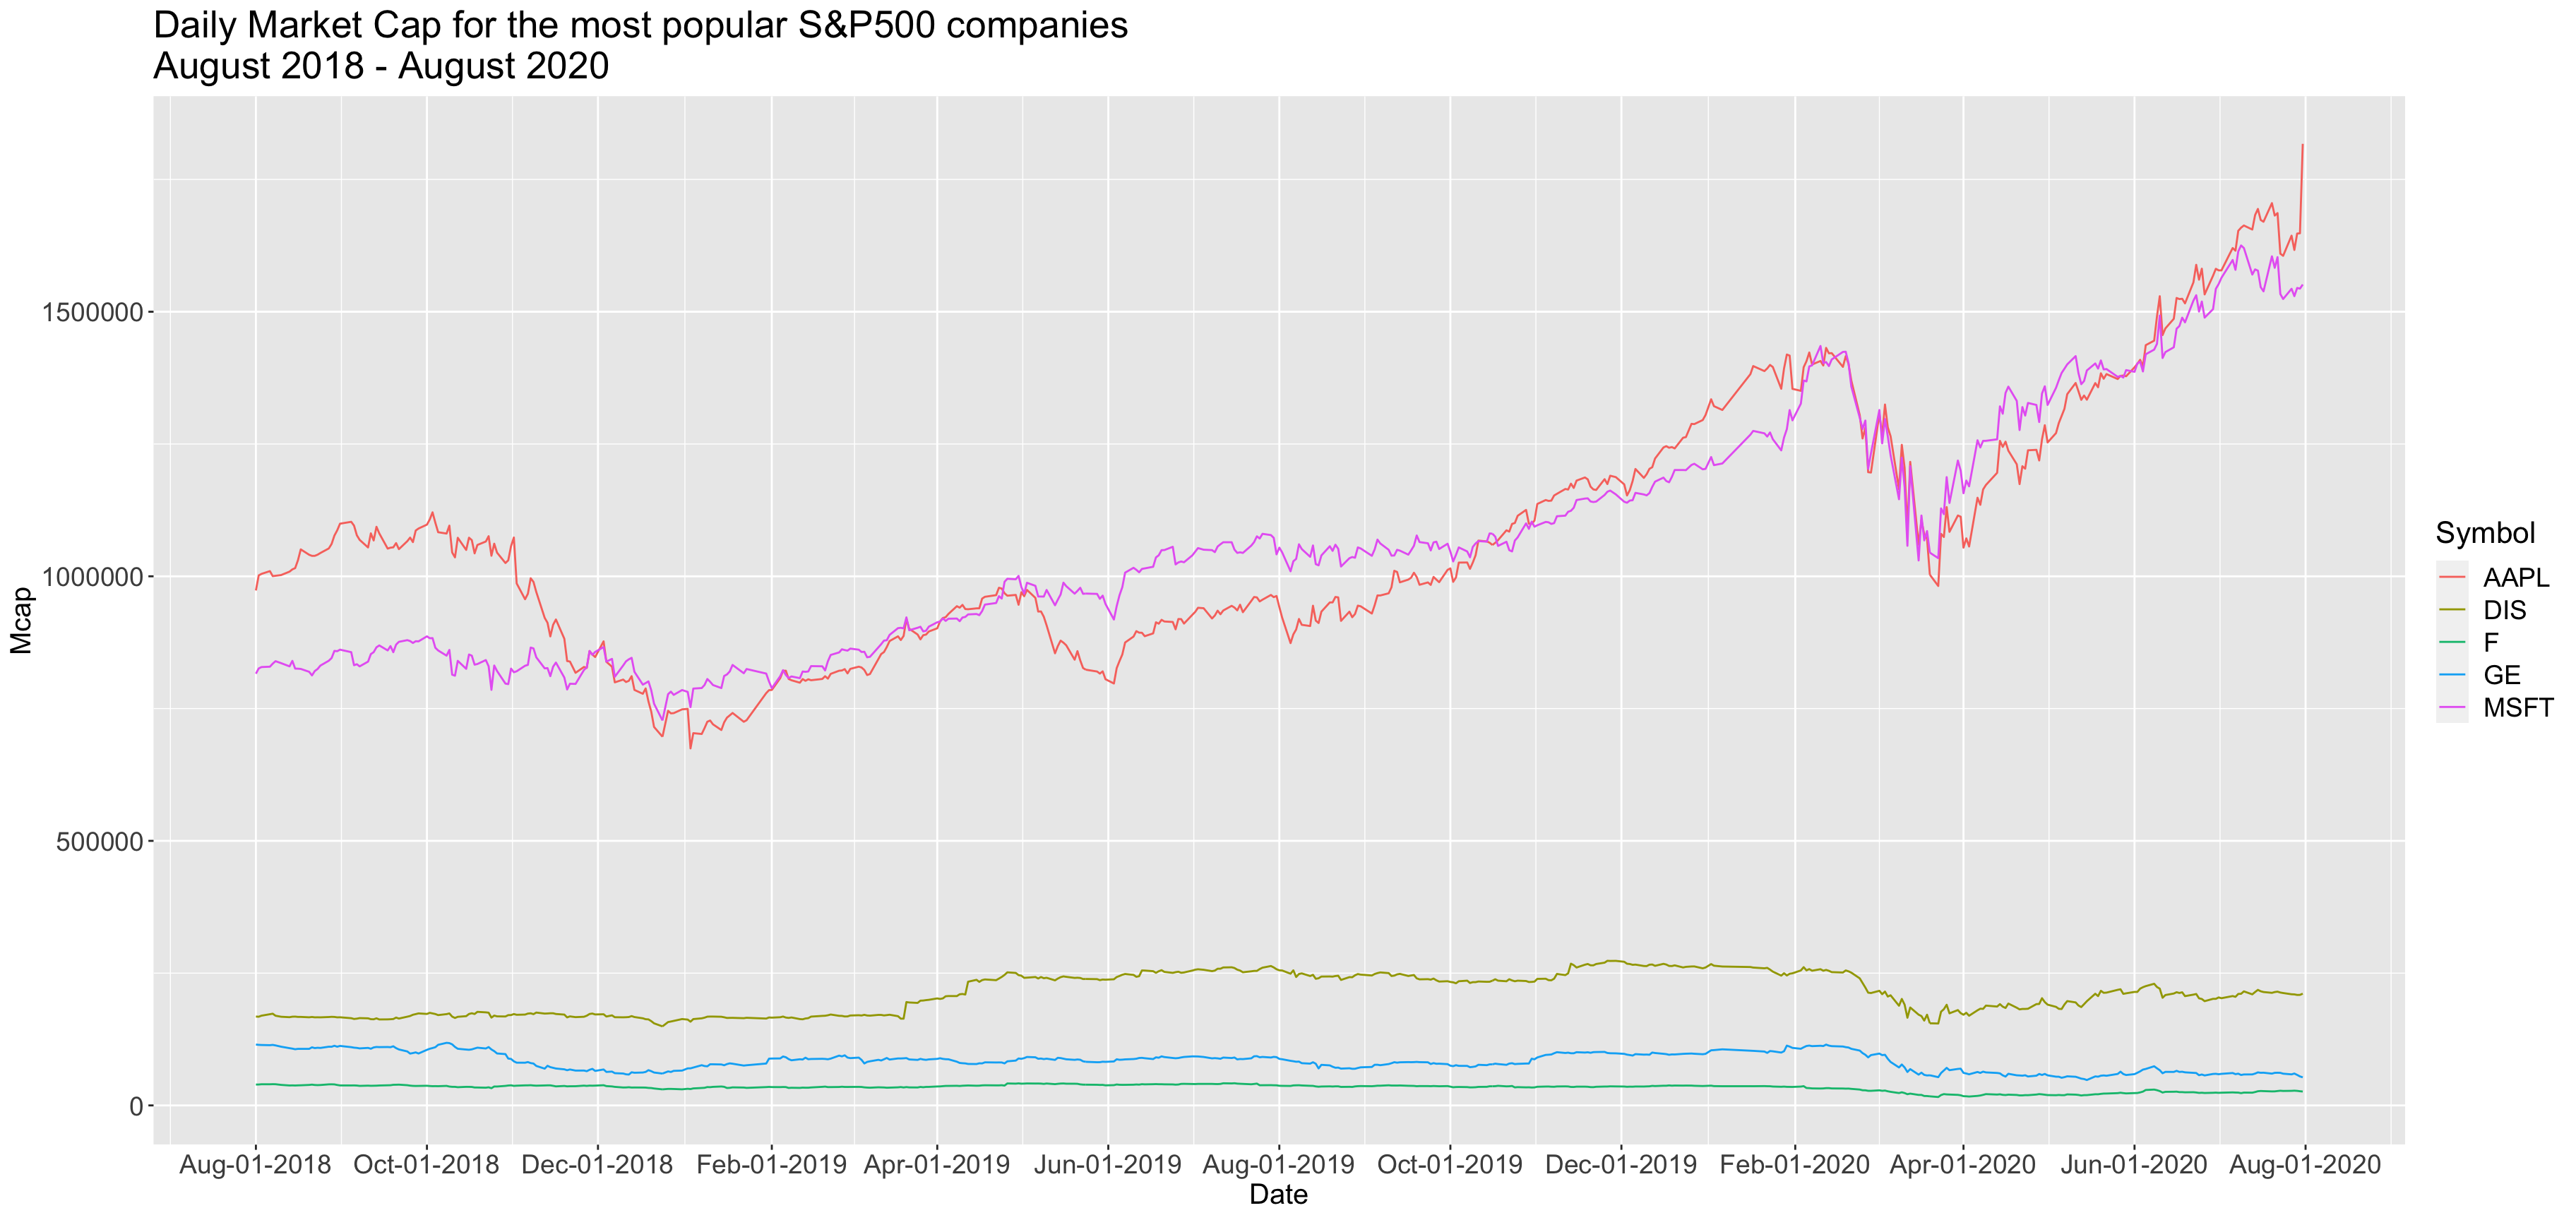 Daily Market Cap for the most popular S&P500 companies
August 2018 - August 2020
Mcap
1500000
1000000
500000
0
Aug-01-2018 Oct-01-2018 Dec-01-2018 Feb-01-2019 Apr-01-2019 Jun-01-2019 Aug-01-2019 Oct-01-2019 Dec-01-2019 Feb-01-2020 Apr-01-2020 Jun-01-2020 Aug-01-2020
Date
Symbol
AAPL
DIS
F
GE
MSFT